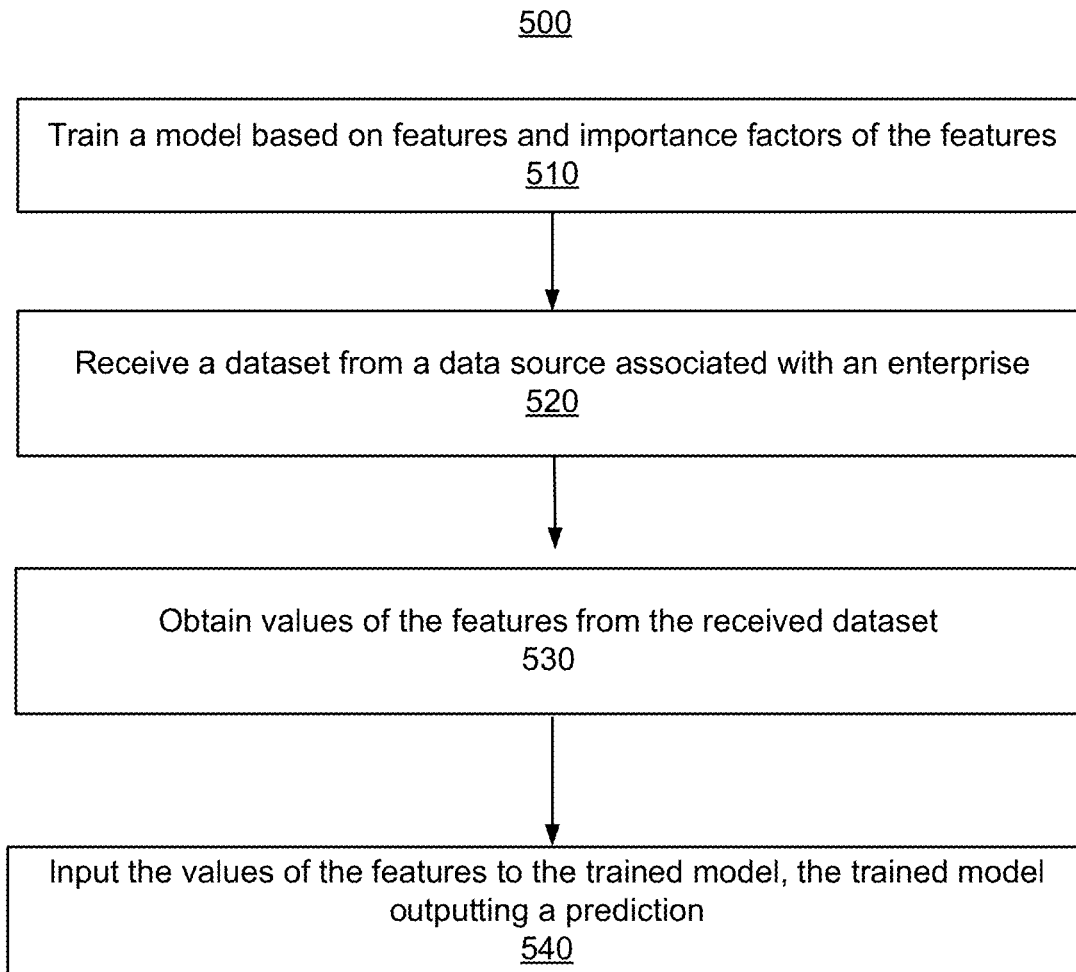 500
Train a model based on features and importance factors of the features
510
Receive a dataset from a data source associated with an enterprise
520
Obtain values of the features from the received dataset
530
Input the values of the features to the trained model, the trained model
outputting a prediction
540